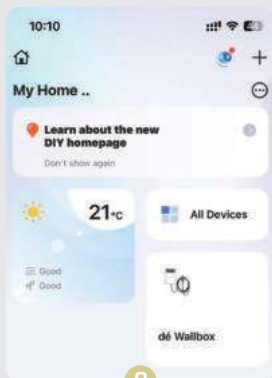 10:10
My Home ..
Learn about the new
DIY homepage
Don't show again
21°C
All Devices
Good
Good
dé Wallbox